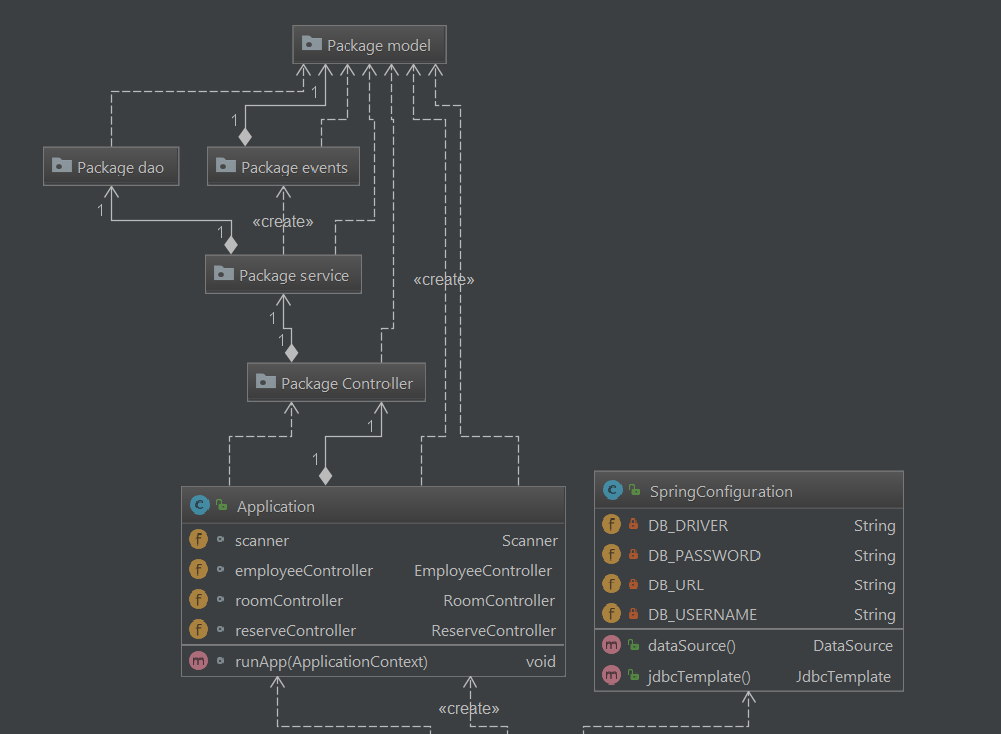 Package model
1
1
Package dao
Package events
1
«create»
1
Package service
«create»
1
1
Package Controller
1
1
C Application
f scanner Scanner
f employeeController EmployeeController
f roomController RoomController
f reserveController ReserveController
m runApp(ApplicationContext) void
C SpringConfiguration
f DB_DRIVER String
f DB_PASSWORD String
f DB_URL String
f DB_USERNAME String
m dataSource() DataSource
m jdbcTemplate() JdbcTemplate
«create»